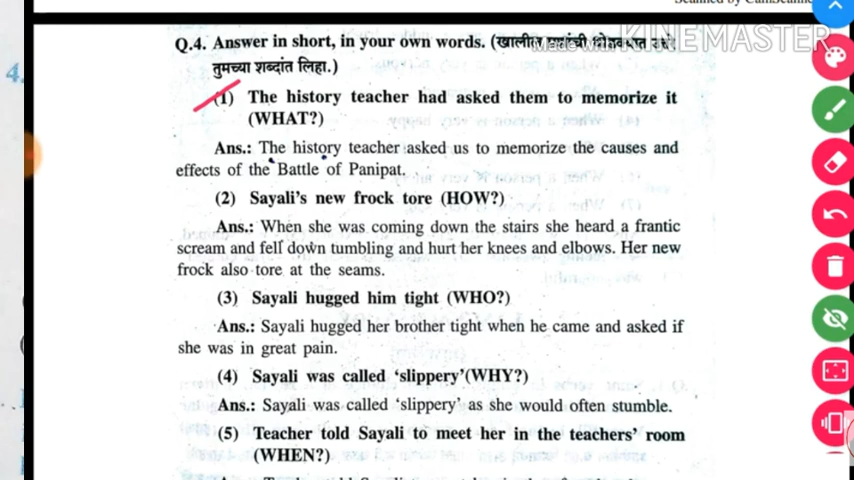 Q.4. Answer in short, in your own words. (खालील
Made with KINEMASTER
तुमच्या शब्दांत लिहा.)
4.
(1) The history teacher had asked them to memorize it
(WHAT?)
Ans.: The history teacher asked us to memorize the causes and
effects of the Battle of Panipat.
(2) Sayali's new frock tore (HOW?)
Ans.: When she was coming down the stairs she heard a frantic
scream and fell down tumbling and hurt her knees and elbows. Her new
frock also tore at the seams.
(3) Sayali hugged him tight (WHO?)
Ans.: Sayali hugged her brother tight when he came and asked if
she was in great pain.
(4) Sayali was called 'slippery'(WHY?)
Ans.: Sayali was called 'slippery' as she would often stumble.
(5) Teacher told Sayali to meet her in the teachers' room
(WHEN?)